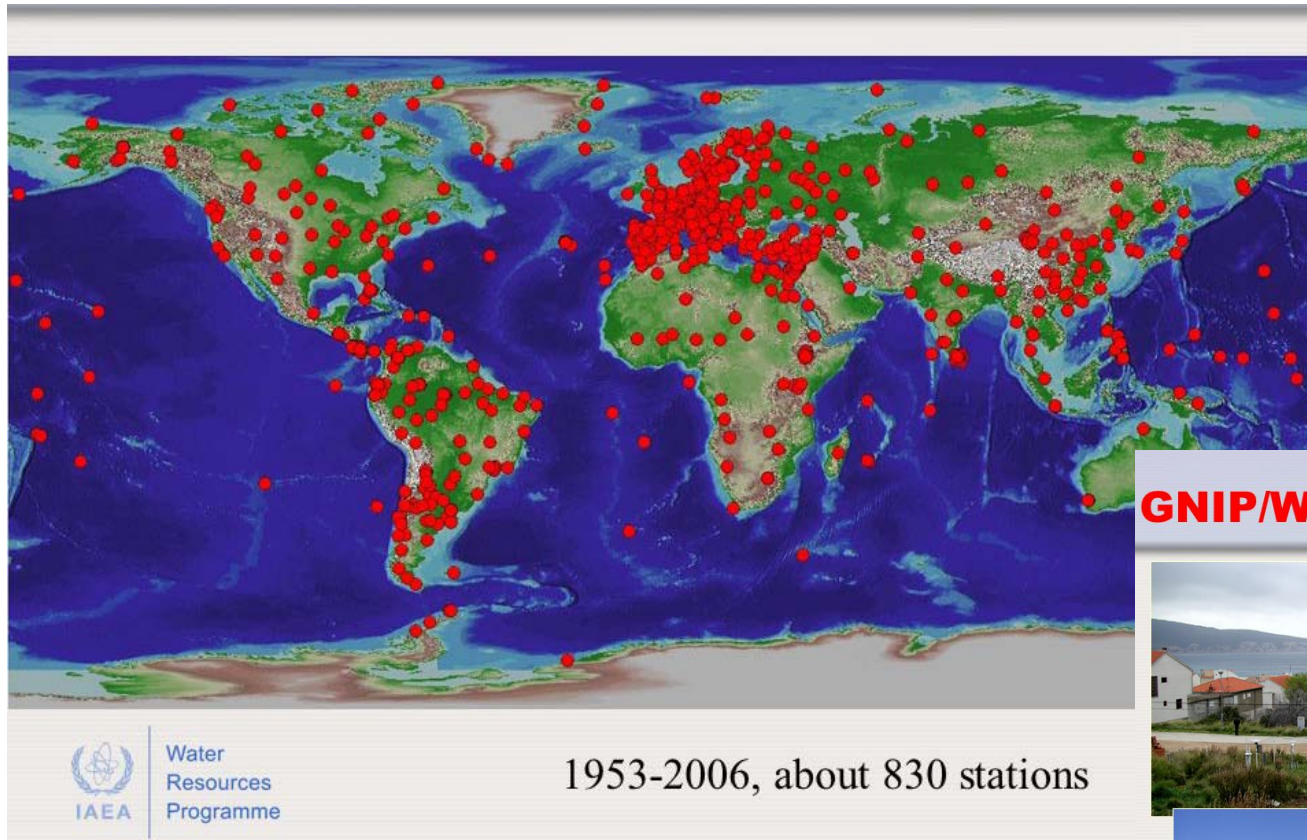 GNIP/W
Water
Resources
Programme
IAEA
1953-2006, about 830 stations